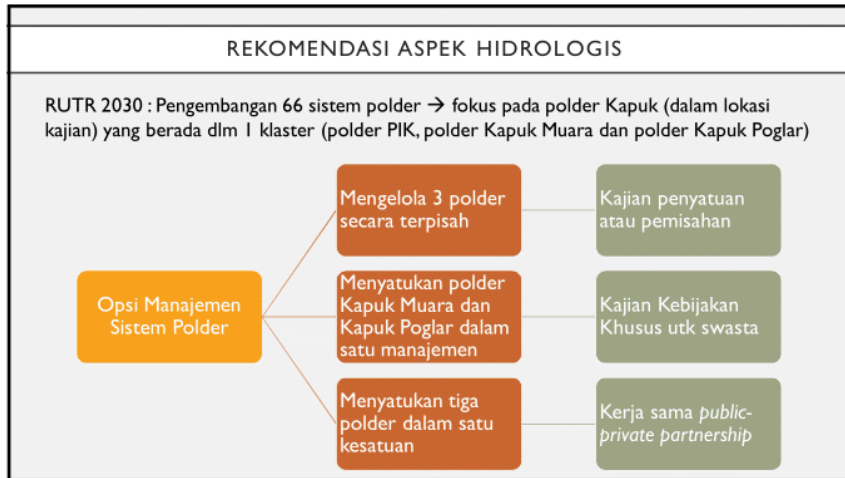 REKOMENDASI ASPEK HIDROLOGIS
RUTR 2030 : Pengembangan 66 sistem polder → fokus pada polder Kapuk (dalam lokasi
kajian) yang berada dlm 1 klaster (polder PIK, polder Kapuk Muara dan polder Kapuk Poglar)
Opsi Manajemen
Sistem Polder
Mengelola 3 polder
secara terpisah
Kajian penyatuan
atau pemisahan
Menyatukan polder
Kapuk Muara dan
Kapuk Poglar dalam
satu manajemen
Kajian Kebijakan
Khusus utk swasta
Menyatukan tiga
polder dalam satu
kesatuan
Kerja sama public-
private partnership